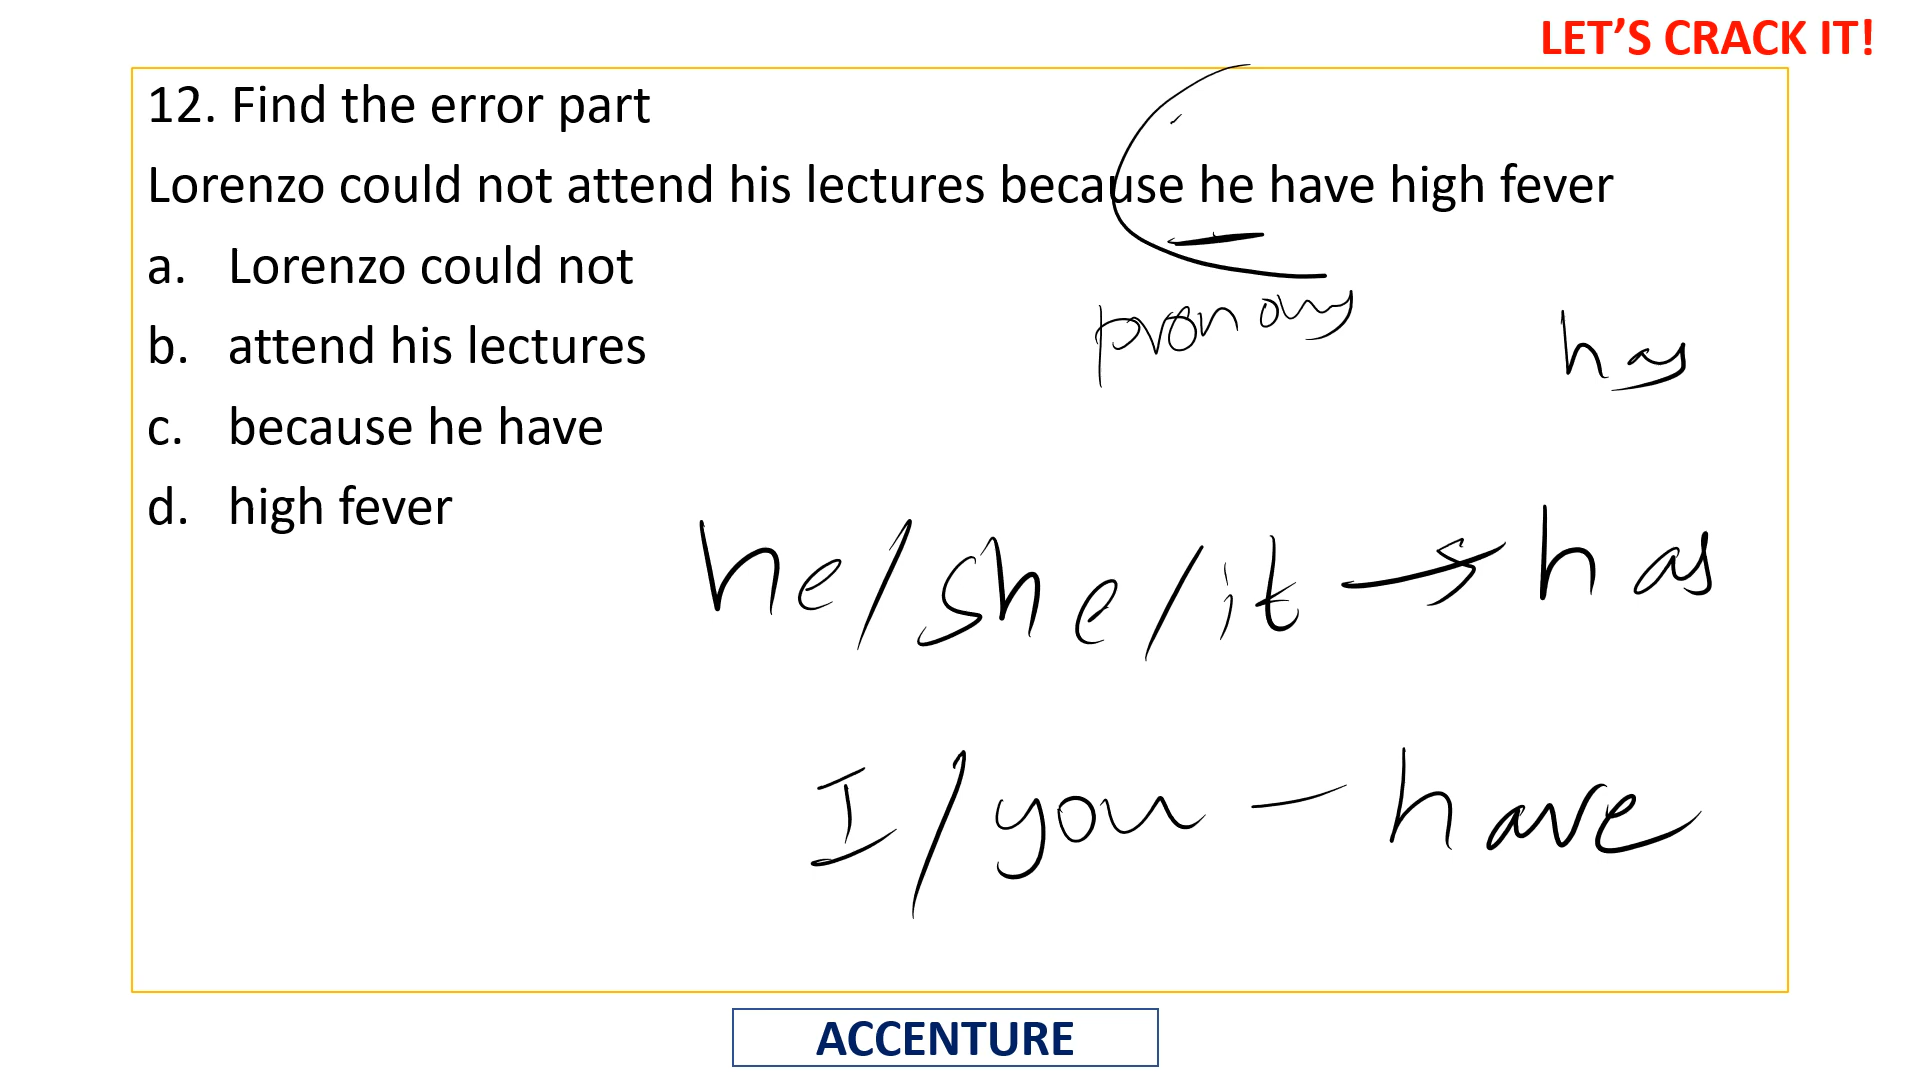 LET'S CRACK IT!
12. Find the error part
Lorenzo could not attend his lectures because he have high fever
a. Lorenzo could not
b. attend his lectures
c. because he have
d. high fever
has
he/she/it → has
I/you — have
ACCENTURE